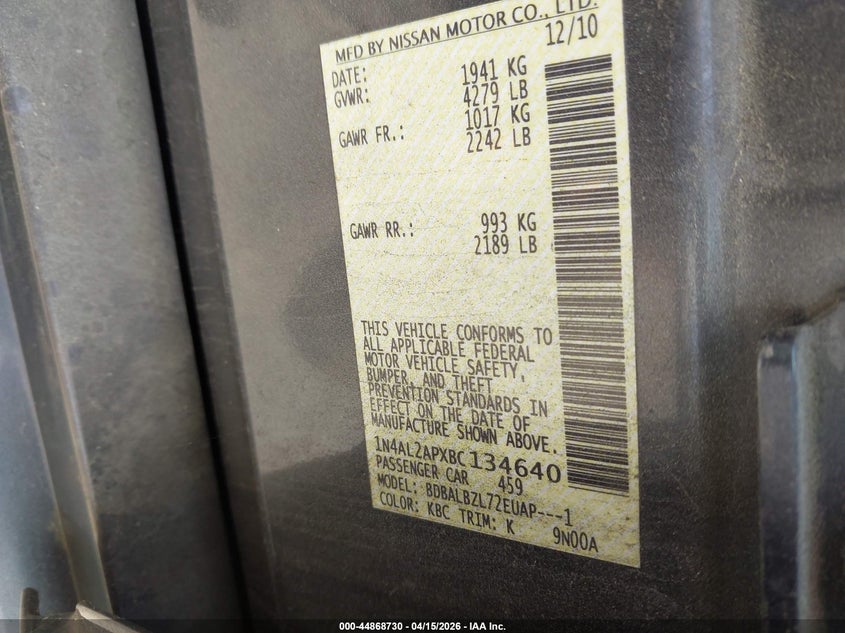 MFD BY NISSAN MOTOR CO., LTD.
DATE: 12/10
GVWR: 1941 KG
4279 LB
GAWR FR.: 1017 KG
2242 LB
GAWR RR.: 993 KG
2189 LB
THIS VEHICLE CONFORMS TO
ALL APPLICABLE FEDERAL
MOTOR VEHICLE SAFETY,
BUMPER, AND THEFT
PREVENTION STANDARDS IN
EFFECT ON THE DATE OF
MANUFACTURE SHOWN ABOVE.
1N4AL2APXBC134640
PASSENGER CAR 459
MODEL: BDBALBZL72EUAP---1
COLOR: KBC TRIM: K 9N00A
000-44868730 - 04/15/2026 - IAA Inc.